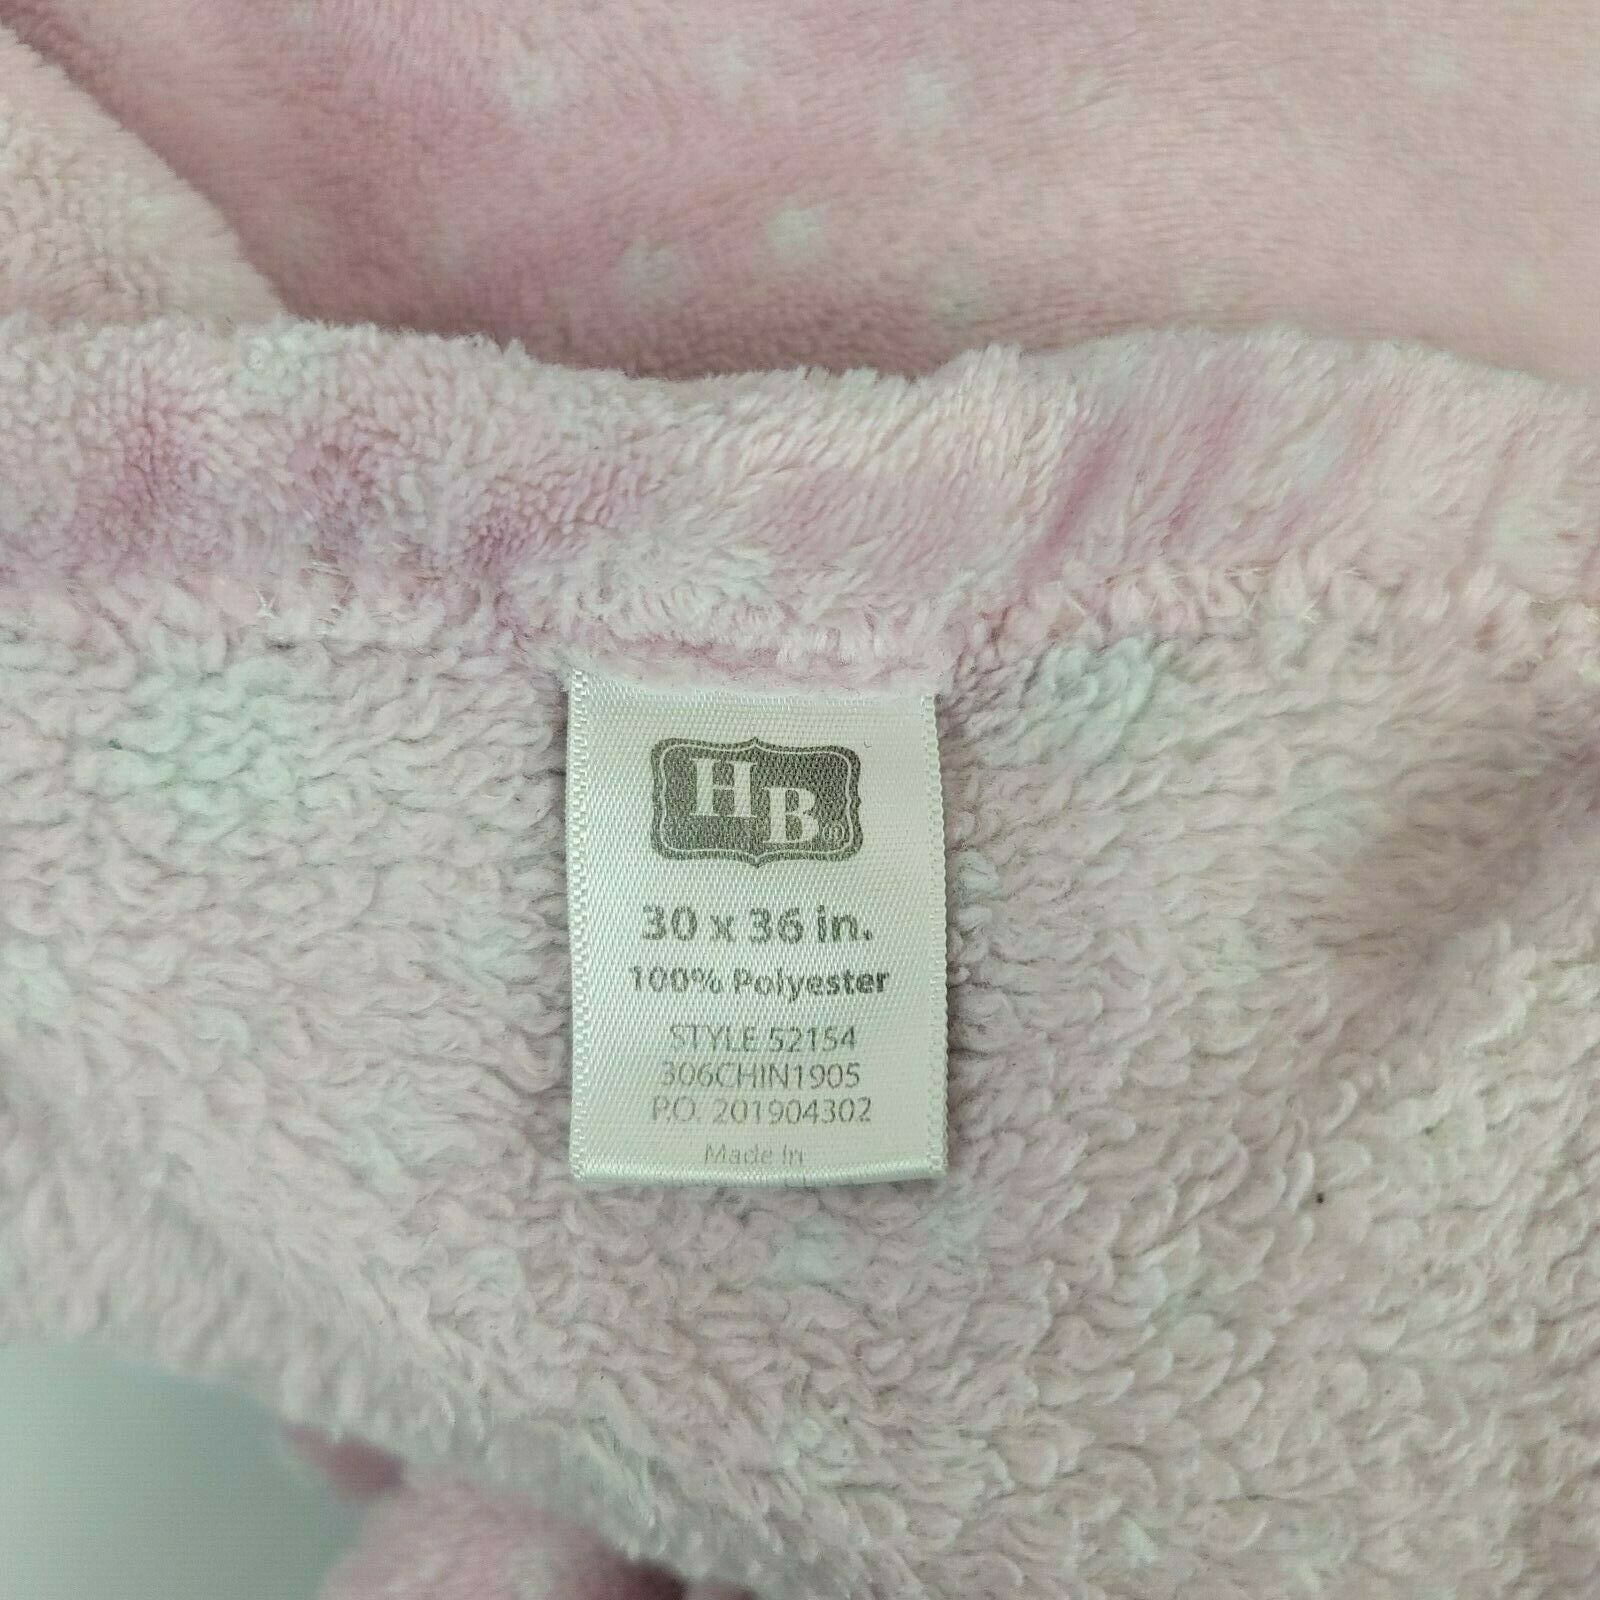 HB®
30 x 36 in.
100% Polyester
STYLE 52154
306CHIN1905
P.O. 201904302
Made In